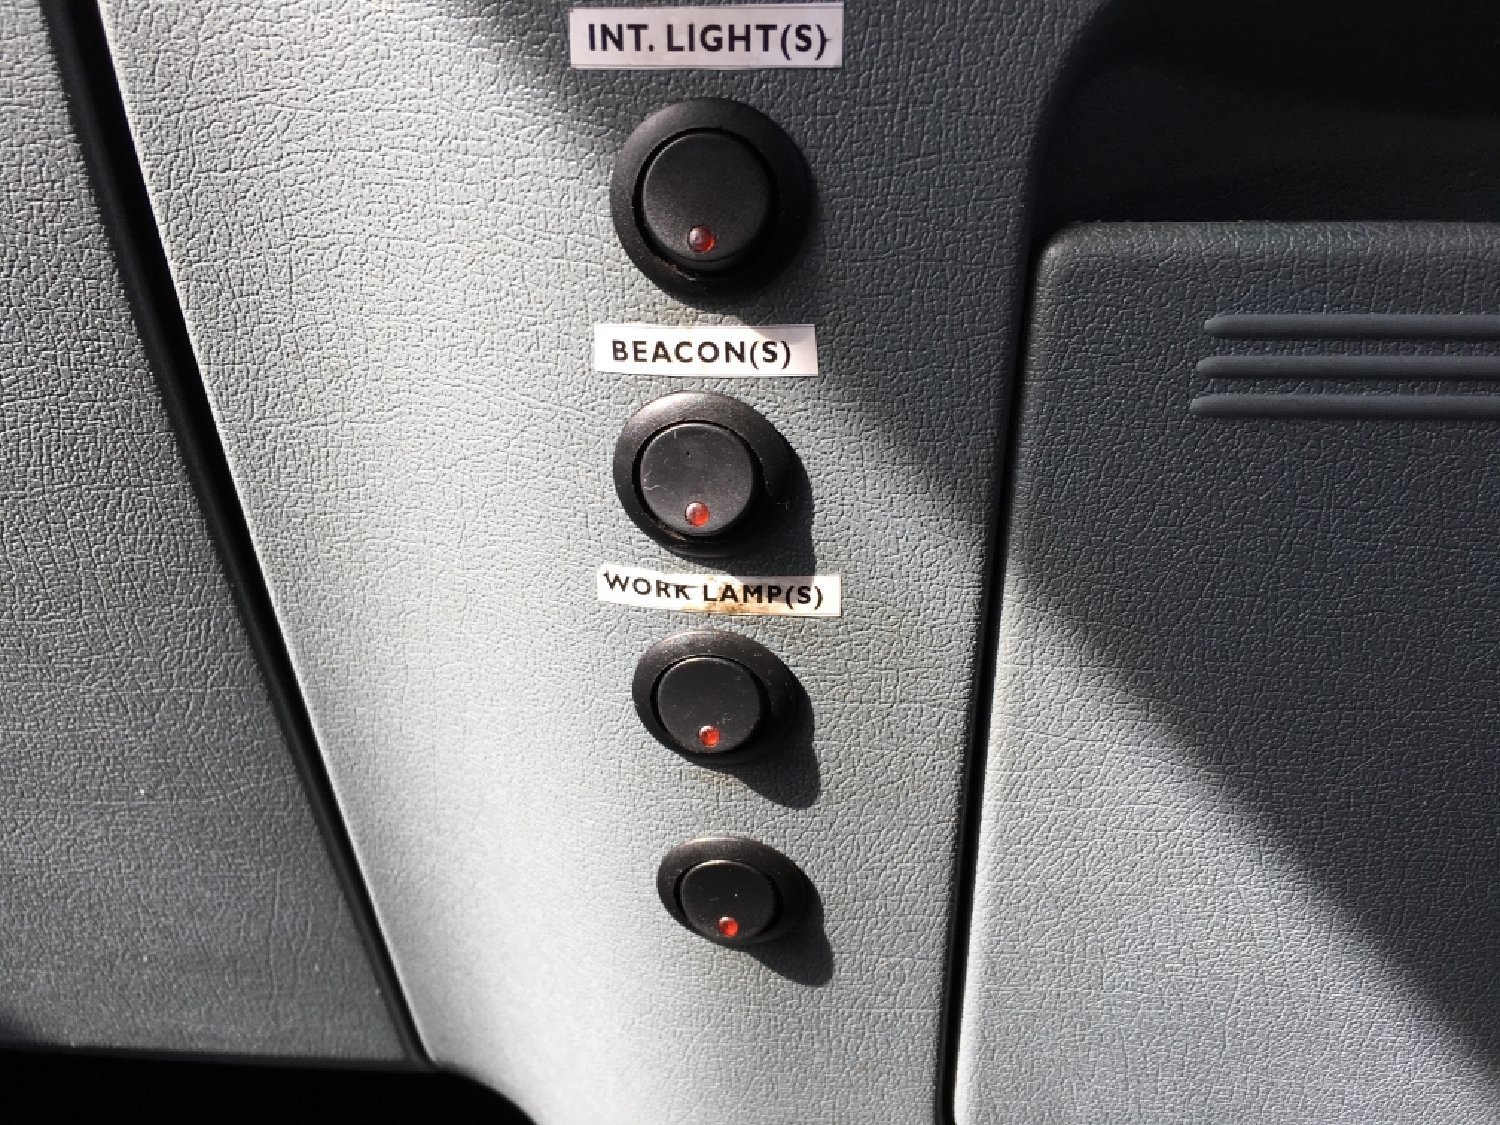 INT. LIGHT(S)
BEACON(S)
WORK LAMP(S)